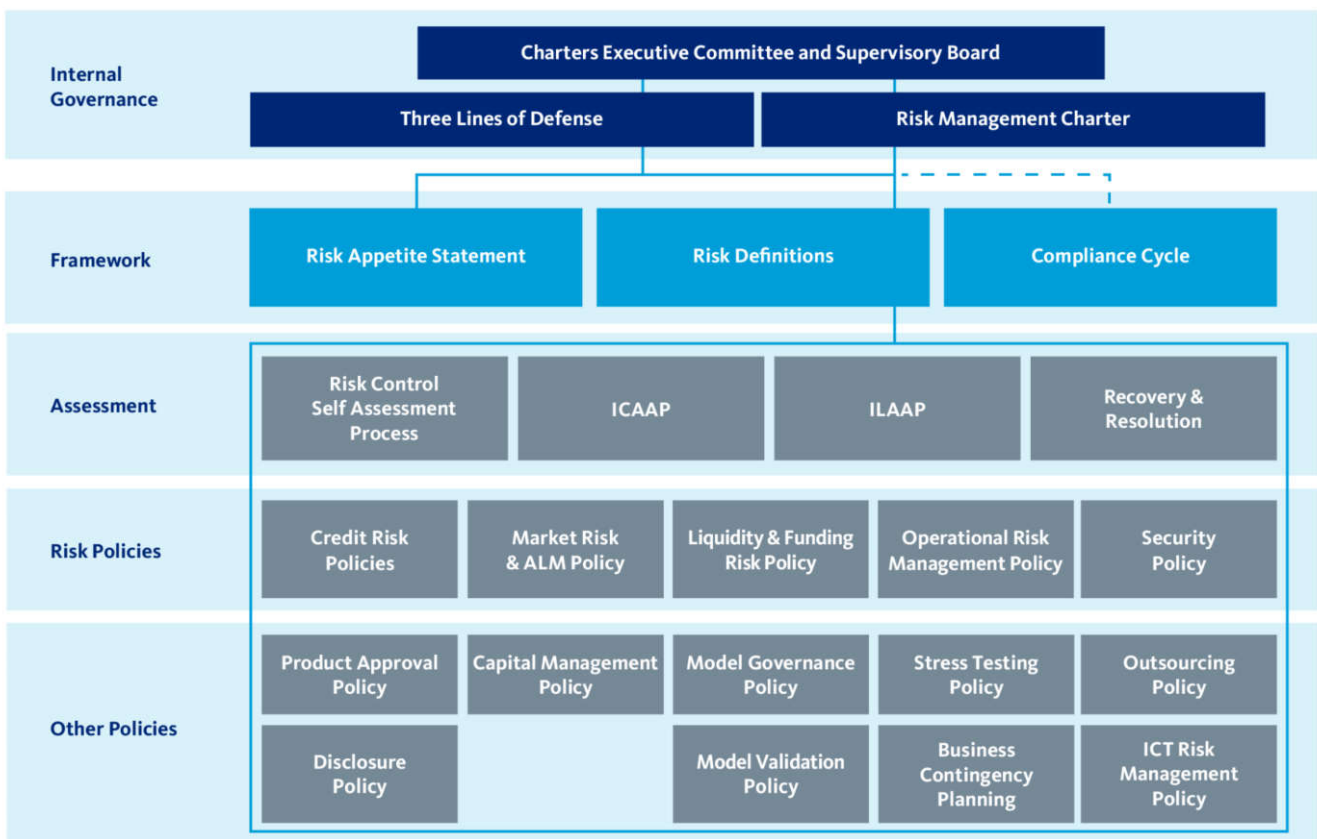 Internal
Governance
Charters Executive Committee and Supervisory Board
Three Lines of Defense
Risk Management Charter
Framework
Risk Appetite Statement
Risk Definitions
Compliance Cycle
Assessment
Risk Control
Self Assessment
Process
ICAAP
ILAAP
Recovery &
Resolution
Risk Policies
Credit Risk
Policies
Market Risk
& ALM Policy
Liquidity & Funding
Risk Policy
Operational Risk
Management Policy
Security
Policy
Other Policies
Product Approval
Policy
Capital Management
Policy
Model Governance
Policy
Stress Testing
Policy
Outsourcing
Policy
Disclosure
Policy
Model Validation
Policy
Business
Contingency
Planning
ICT Risk
Management
Policy